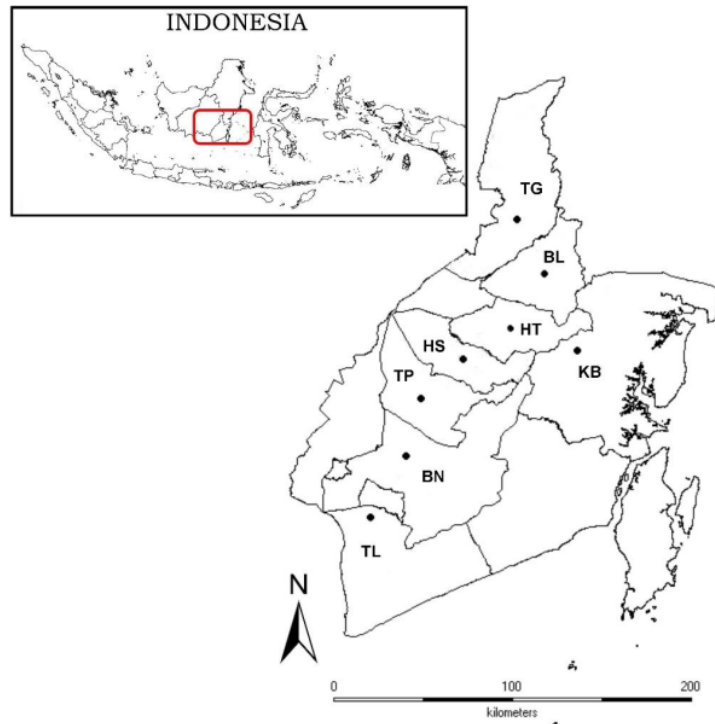 INDONESIA
TG
BL
HT
HS
KB
TP
BN
TL
N
0 100 200
kilometers